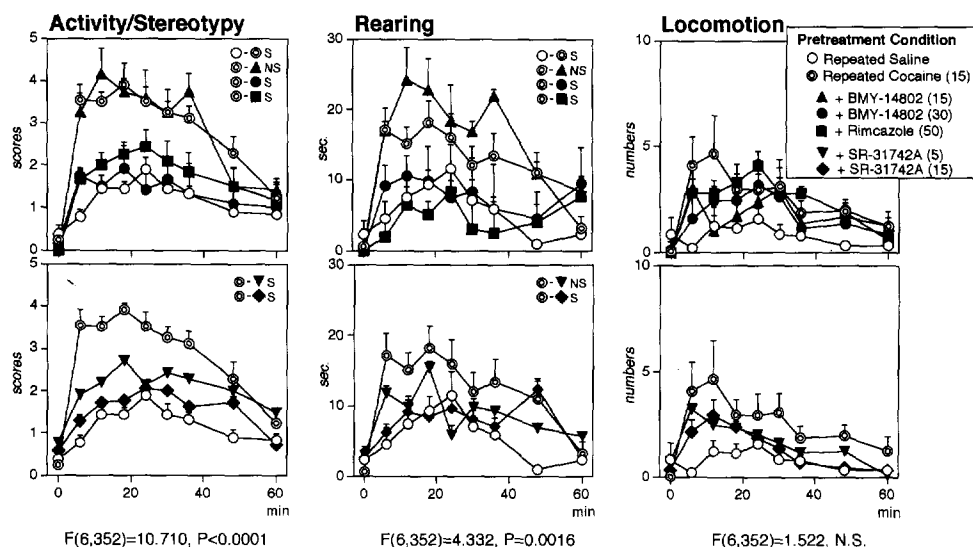 Activity/Stereotypy
Rearing
Locomotion
scores
5
4
3
2
1
0
S
NS
S
S
sec.
30
20
10
0
S
NS
S
S
numbers
10
5
0
Pretreatment Condition
Repeated Saline
Repeated Cocaine (15)
+ BMY-14802 (15)
+ BMY-14802 (30)
+ Rimcazole (50)
+ SR-31742A (5)
+ SR-31742A (15)
scores
5
4
3
2
1
0
S
S
0 20 40 60
min
sec.
30
20
10
0
NS
S
0 20 40 60
min
numbers
10
5
0
0 20 40 60
min
F(6,352)=10.710, P<0.0001
F(6,352)=4.332, P=0.0016
F(6,352)=1.522, N.S.